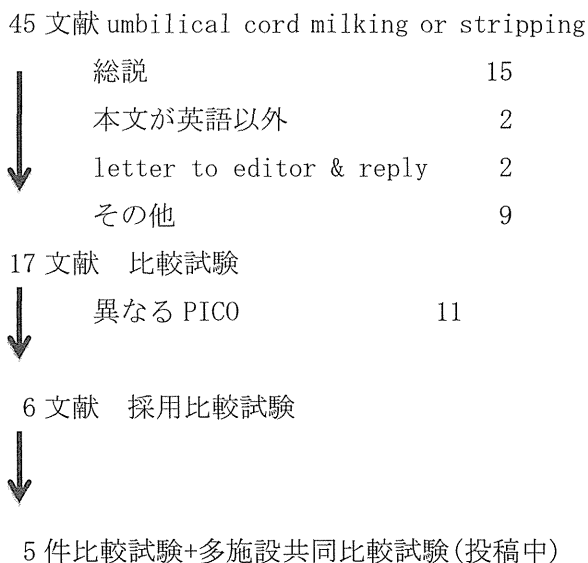 45 文献 umbilical cord milking or stripping
総説 15
本文が英語以外 2
letter to editor & reply 2
その他 9
17 文献 比較試験
異なる PICO 11
6 文献 採用比較試験
5 件比較試験+多施設共同比較試験(投稿中)